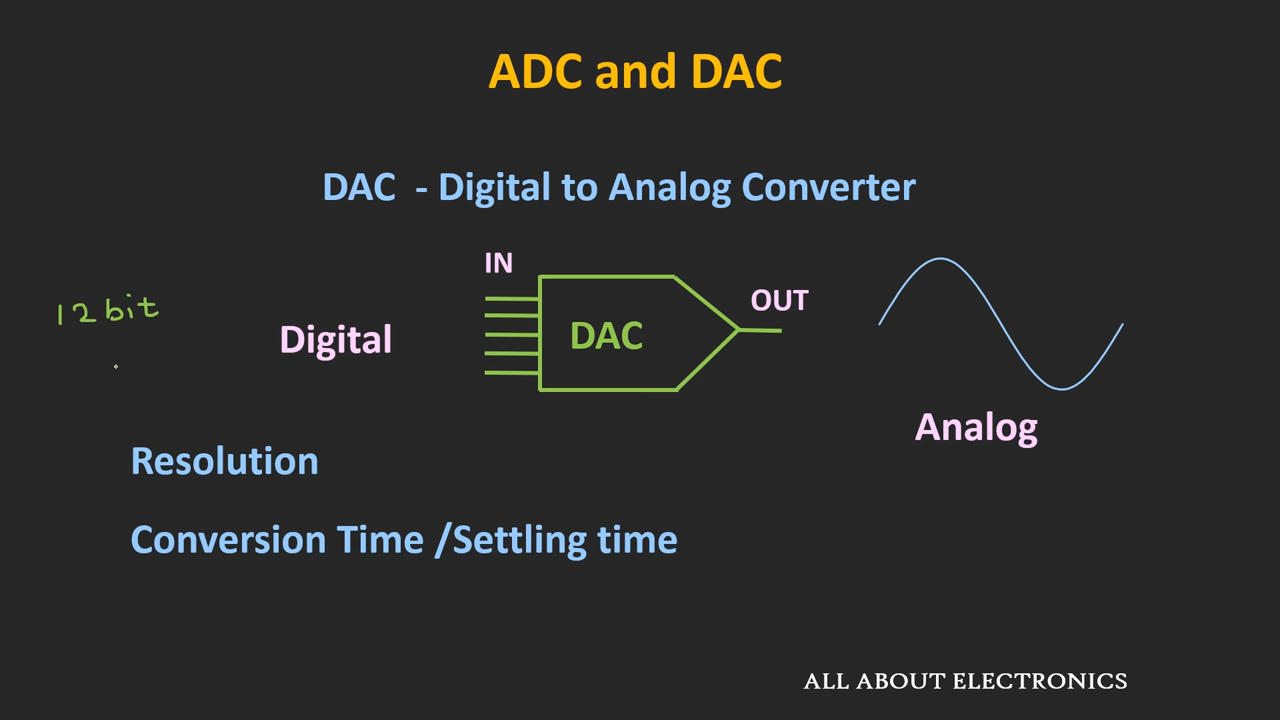 ADC and DAC
DAC - Digital to Analog Converter
IN
OUT
12 bit
Digital
DAC
Analog
Resolution
Conversion Time /Settling time
ALL ABOUT ELECTRONICS